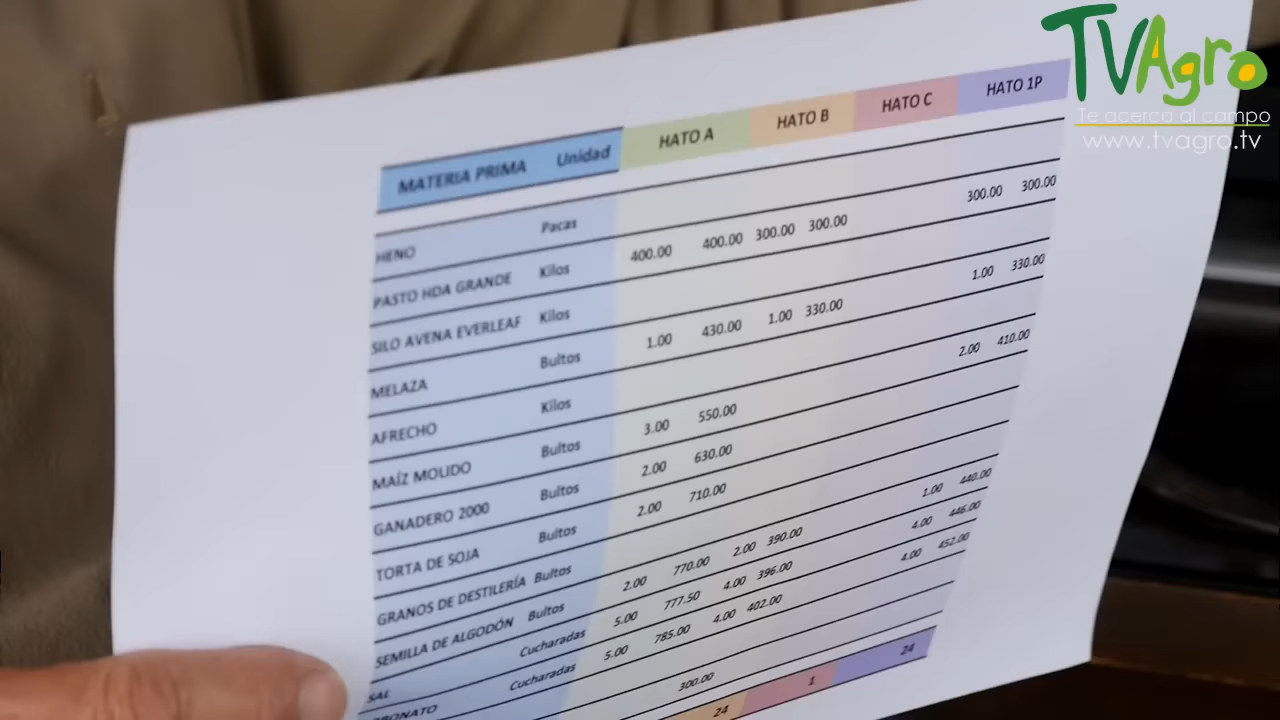 TVAgro
Te acerca al campo
www.tvagro.tv
MATERIA PRIMA Unidad HATO A HATO B HATO C HATO 1P
HENO Pacas
PASTO HDA GRANDE Kilos 400.00 400.00 300.00 300.00 300.00 300.00
SILO AVENA EVERLEAF Kilos
MELAZA Bultos 1.00 430.00 1.00 330.00 1.00 330.00
AFRECHO Kilos
MAÍZ MOLIDO Bultos 3.00 550.00 2.00 410.00
GANADERO 2000 Bultos 2.00 630.00
TORTA DE SOJA Bultos 2.00 710.00
GRANOS DE DESTILERÍA Bultos
SEMILLA DE ALGODÓN Bultos 2.00 770.00 2.00 390.00 1.00 440.00
SAL Cucharadas 5.00 777.50 4.00 396.00 4.00 446.00
Cucharadas 5.00 785.00 4.00 402.00 4.00 452.00
300.00
24 1 24